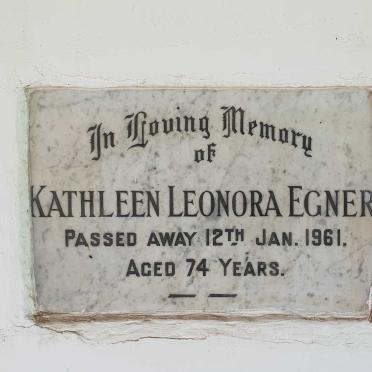 In Loving Memory
of
KATHLEEN LEONORA EGNER
PASSED AWAY 12TH JAN. 1961.
AGED 74 YEARS.